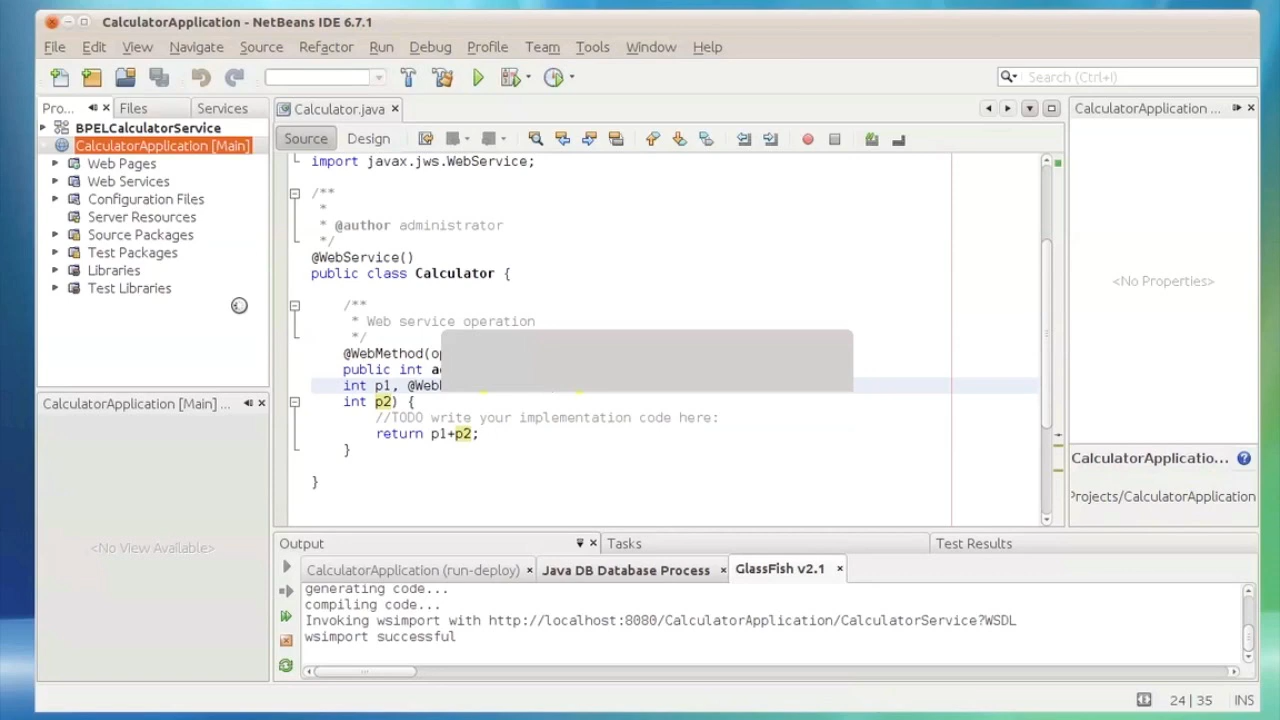 CalculatorApplication - NetBeans IDE 6.7.1
File Edit View Navigate Source Refactor Run Debug Profile Team Tools Window Help
Search (Ctrl+I)
Pro... Files Services
BPELCalculatorService
CalculatorApplication [Main]
Web Pages
Web Services
Configuration Files
Server Resources
Source Packages
Test Packages
Libraries
Test Libraries
CalculatorApplication [Main] ...
<No View Available>
Calculator.java
Source Design
import javax.jws.WebService;
/**
*
* @author administrator
*/
@WebService()
public class Calculator {
/**
* Web service operation
*/
@WebMethod(
public int
int p1, @Web
int p2) {
//TODO write your implementation code here:
return p1+p2;
}
}
CalculatorApplication ...
<No Properties>
CalculatorApplicatio...
Projects/CalculatorApplication
Output Tasks Test Results
CalculatorApplication (run-deploy) Java DB Database Process GlassFish v2.1
generating code...
compiling code...
Invoking wsimport with http://localhost:8080/CalculatorApplication/CalculatorService?WSDL
wsimport successful
24 | 35 INS